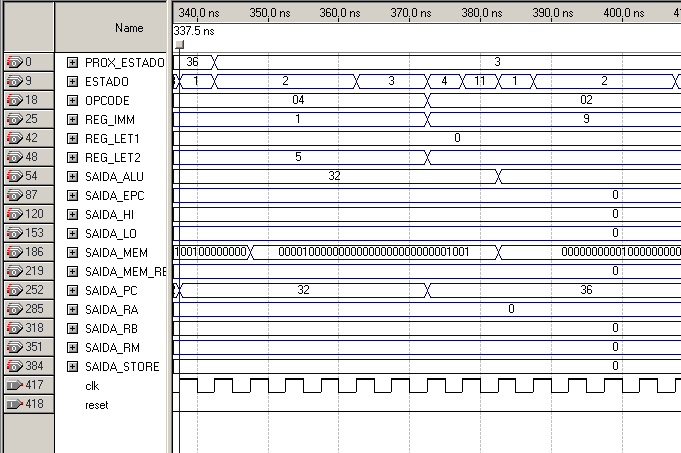 Name
340.0 ns 350.0 ns 360.0 ns 370.0 ns 380.0 ns 390.0 ns 400.0 ns
337.5 ns
0 PROX_ESTADO 36 3
9 ESTADO 1 2 3 4 11 1 2
18 OPCODE 04 02
25 REG_IMM 1 9
42 REG_LET1 0
48 REG_LET2 5
54 SAIDA_ALU 32
87 SAIDA_EPC 0
120 SAIDA_HI 0
153 SAIDA_LO 0
186 SAIDA_MEM
219 SAIDA_MEM_RE 0
252 SAIDA_PC 32 36
285 SAIDA_RA 0
318 SAIDA_RB 0
351 SAIDA_RM 0
384 SAIDA_STORE 0
417 clk
418 reset